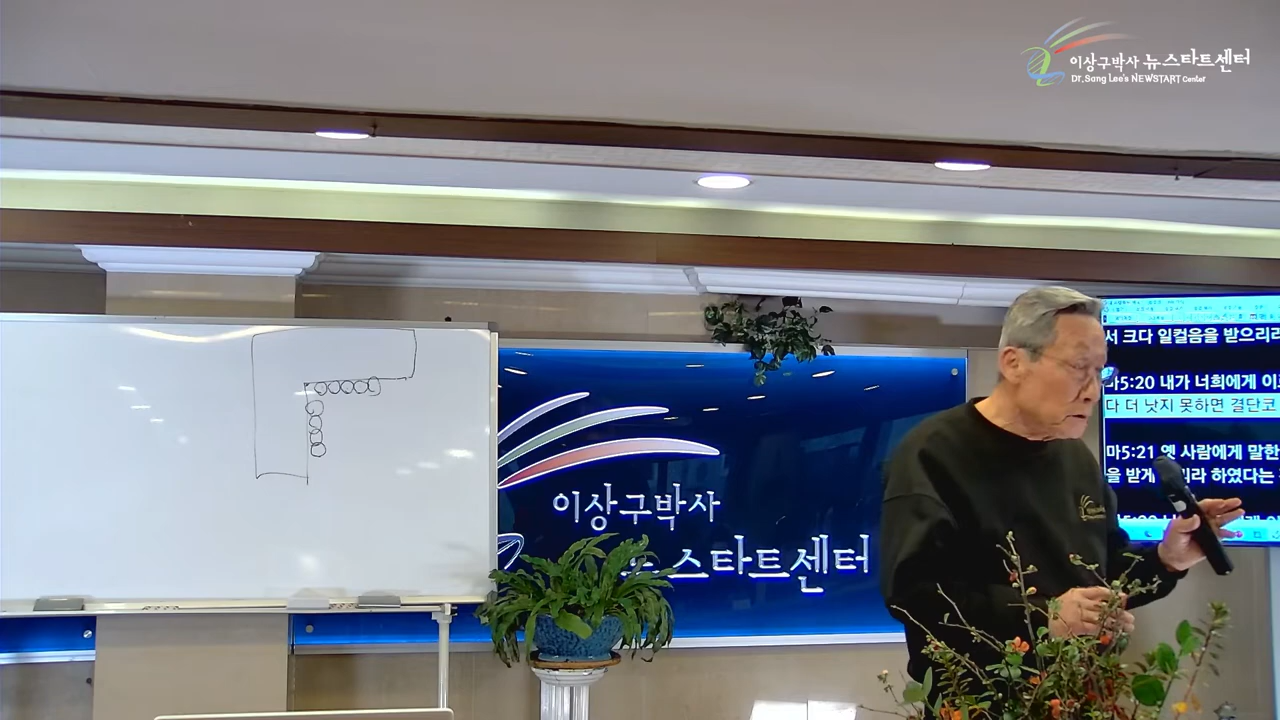 이상구박사 뉴스타트센터
Dr. Sang Lee's NEWSTART Center
서 크다 일컬음을 받으리라
마5:20 내가 너희에게 이
다 더 낫지 못하면 결단코
마5:21 옛 사람에게 말한
을 받게 되리라 하였다는
이상구박사
뉴스타트센터